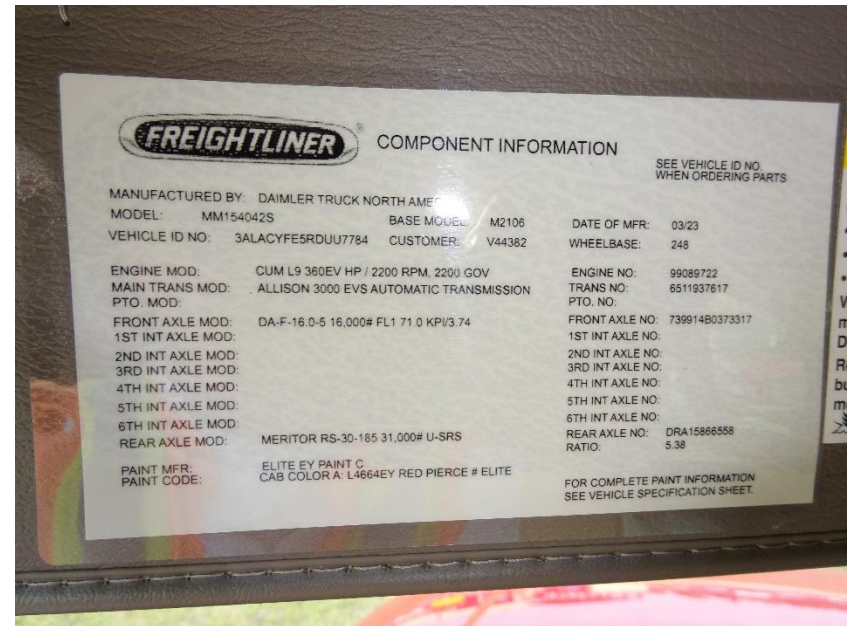 FREIGHTLINER® COMPONENT INFORMATION
SEE VEHICLE ID NO.
WHEN ORDERING PARTS
MANUFACTURED BY: DAIMLER TRUCK NORTH AMER
MODEL: MM154042S BASE MODEL: M2106 DATE OF MFR: 03/23
VEHICLE ID NO: 3ALACYFE5RDUU7784 CUSTOMER: V44382 WHEELBASE: 248
ENGINE MOD: CUM L9 360EV HP / 2200 RPM, 2200 GOV ENGINE NO: 99089722
MAIN TRANS MOD: ALLISON 3000 EVS AUTOMATIC TRANSMISSION TRANS NO: 6511937617
PTO. MOD: PTO. NO:
FRONT AXLE MOD: DA-F-16.0-5 16,000# FL1 71.0 KPI/3.74 FRONT AXLE NO: 739914B0373317
1ST INT AXLE MOD: 1ST INT AXLE NO:
2ND INT AXLE MOD: 2ND INT AXLE NO:
3RD INT AXLE MOD: 3RD INT AXLE NO:
4TH INT AXLE MOD: 4TH INT AXLE NO:
5TH INT AXLE MOD: 5TH INT AXLE NO:
6TH INT AXLE MOD: 6TH INT AXLE NO:
REAR AXLE MOD: MERITOR RS-30-185 31,000# U-SRS REAR AXLE NO: DRA15866558
RATIO: 5.38
PAINT MFR: ELITE EY PAINT C
PAINT CODE: CAB COLOR A: L4664EY RED PIERCE # ELITE
FOR COMPLETE PAINT INFORMATION
SEE VEHICLE SPECIFICATION SHEET.